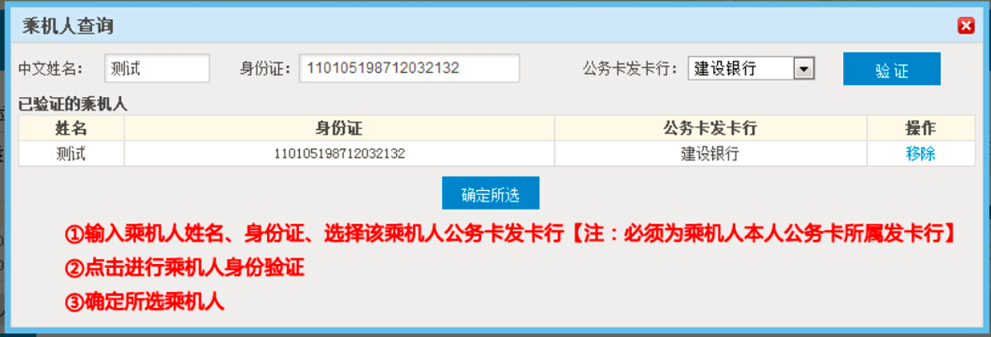 乘机人查询
中文姓名： 测试 身份证： 110105198712032132 公务卡发卡行： 建设银行 验 证
已验证的乘机人
姓名 身份证 公务卡发卡行 操作
测试 110105198712032132 建设银行 移除
确定所选
①输入乘机人姓名、身份证、选择该乘机人公务卡发卡行【注：必须为乘机人本人公务卡所属发卡行】
②点击进行乘机人身份验证
③确定所选乘机人